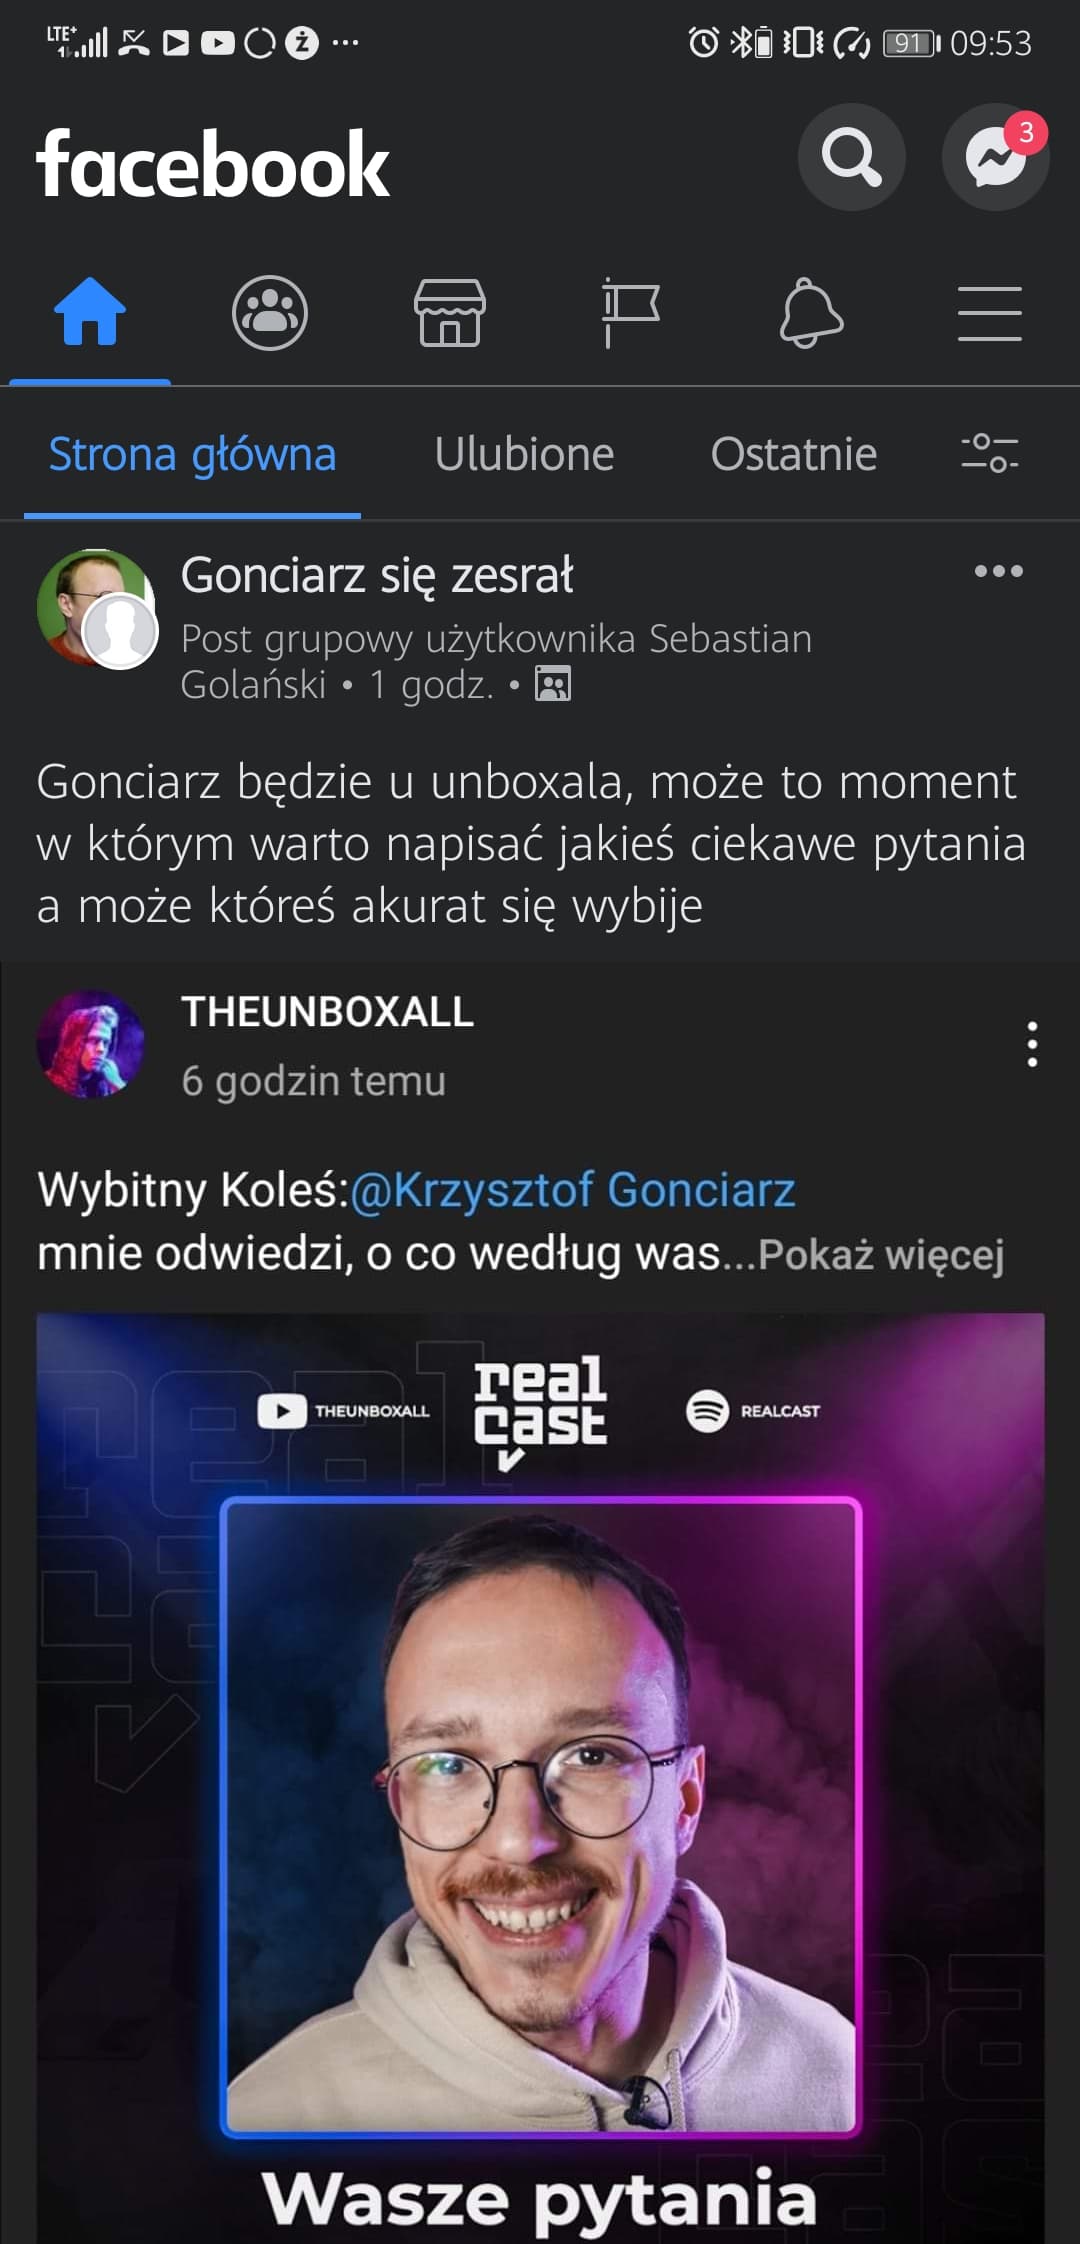 LTE+ 91 09:53
facebook
3
Strona główna Ulubione Ostatnie
Gonciarz się zesrał
Post grupowy użytkownika Sebastian
Golański • 1 godz. •
Gonciarz będzie u unboxala, może to moment
w którym warto napisać jakieś ciekawe pytania
a może któreś akurat się wybije
THEUNBOXALL
6 godzin temu
Wybitny Koleś:@Krzysztof Gonciarz
mnie odwiedzi, o co według was...Pokaż więcej
real
cast
THEUNBOXALL
REALCAST
Wasze pytania